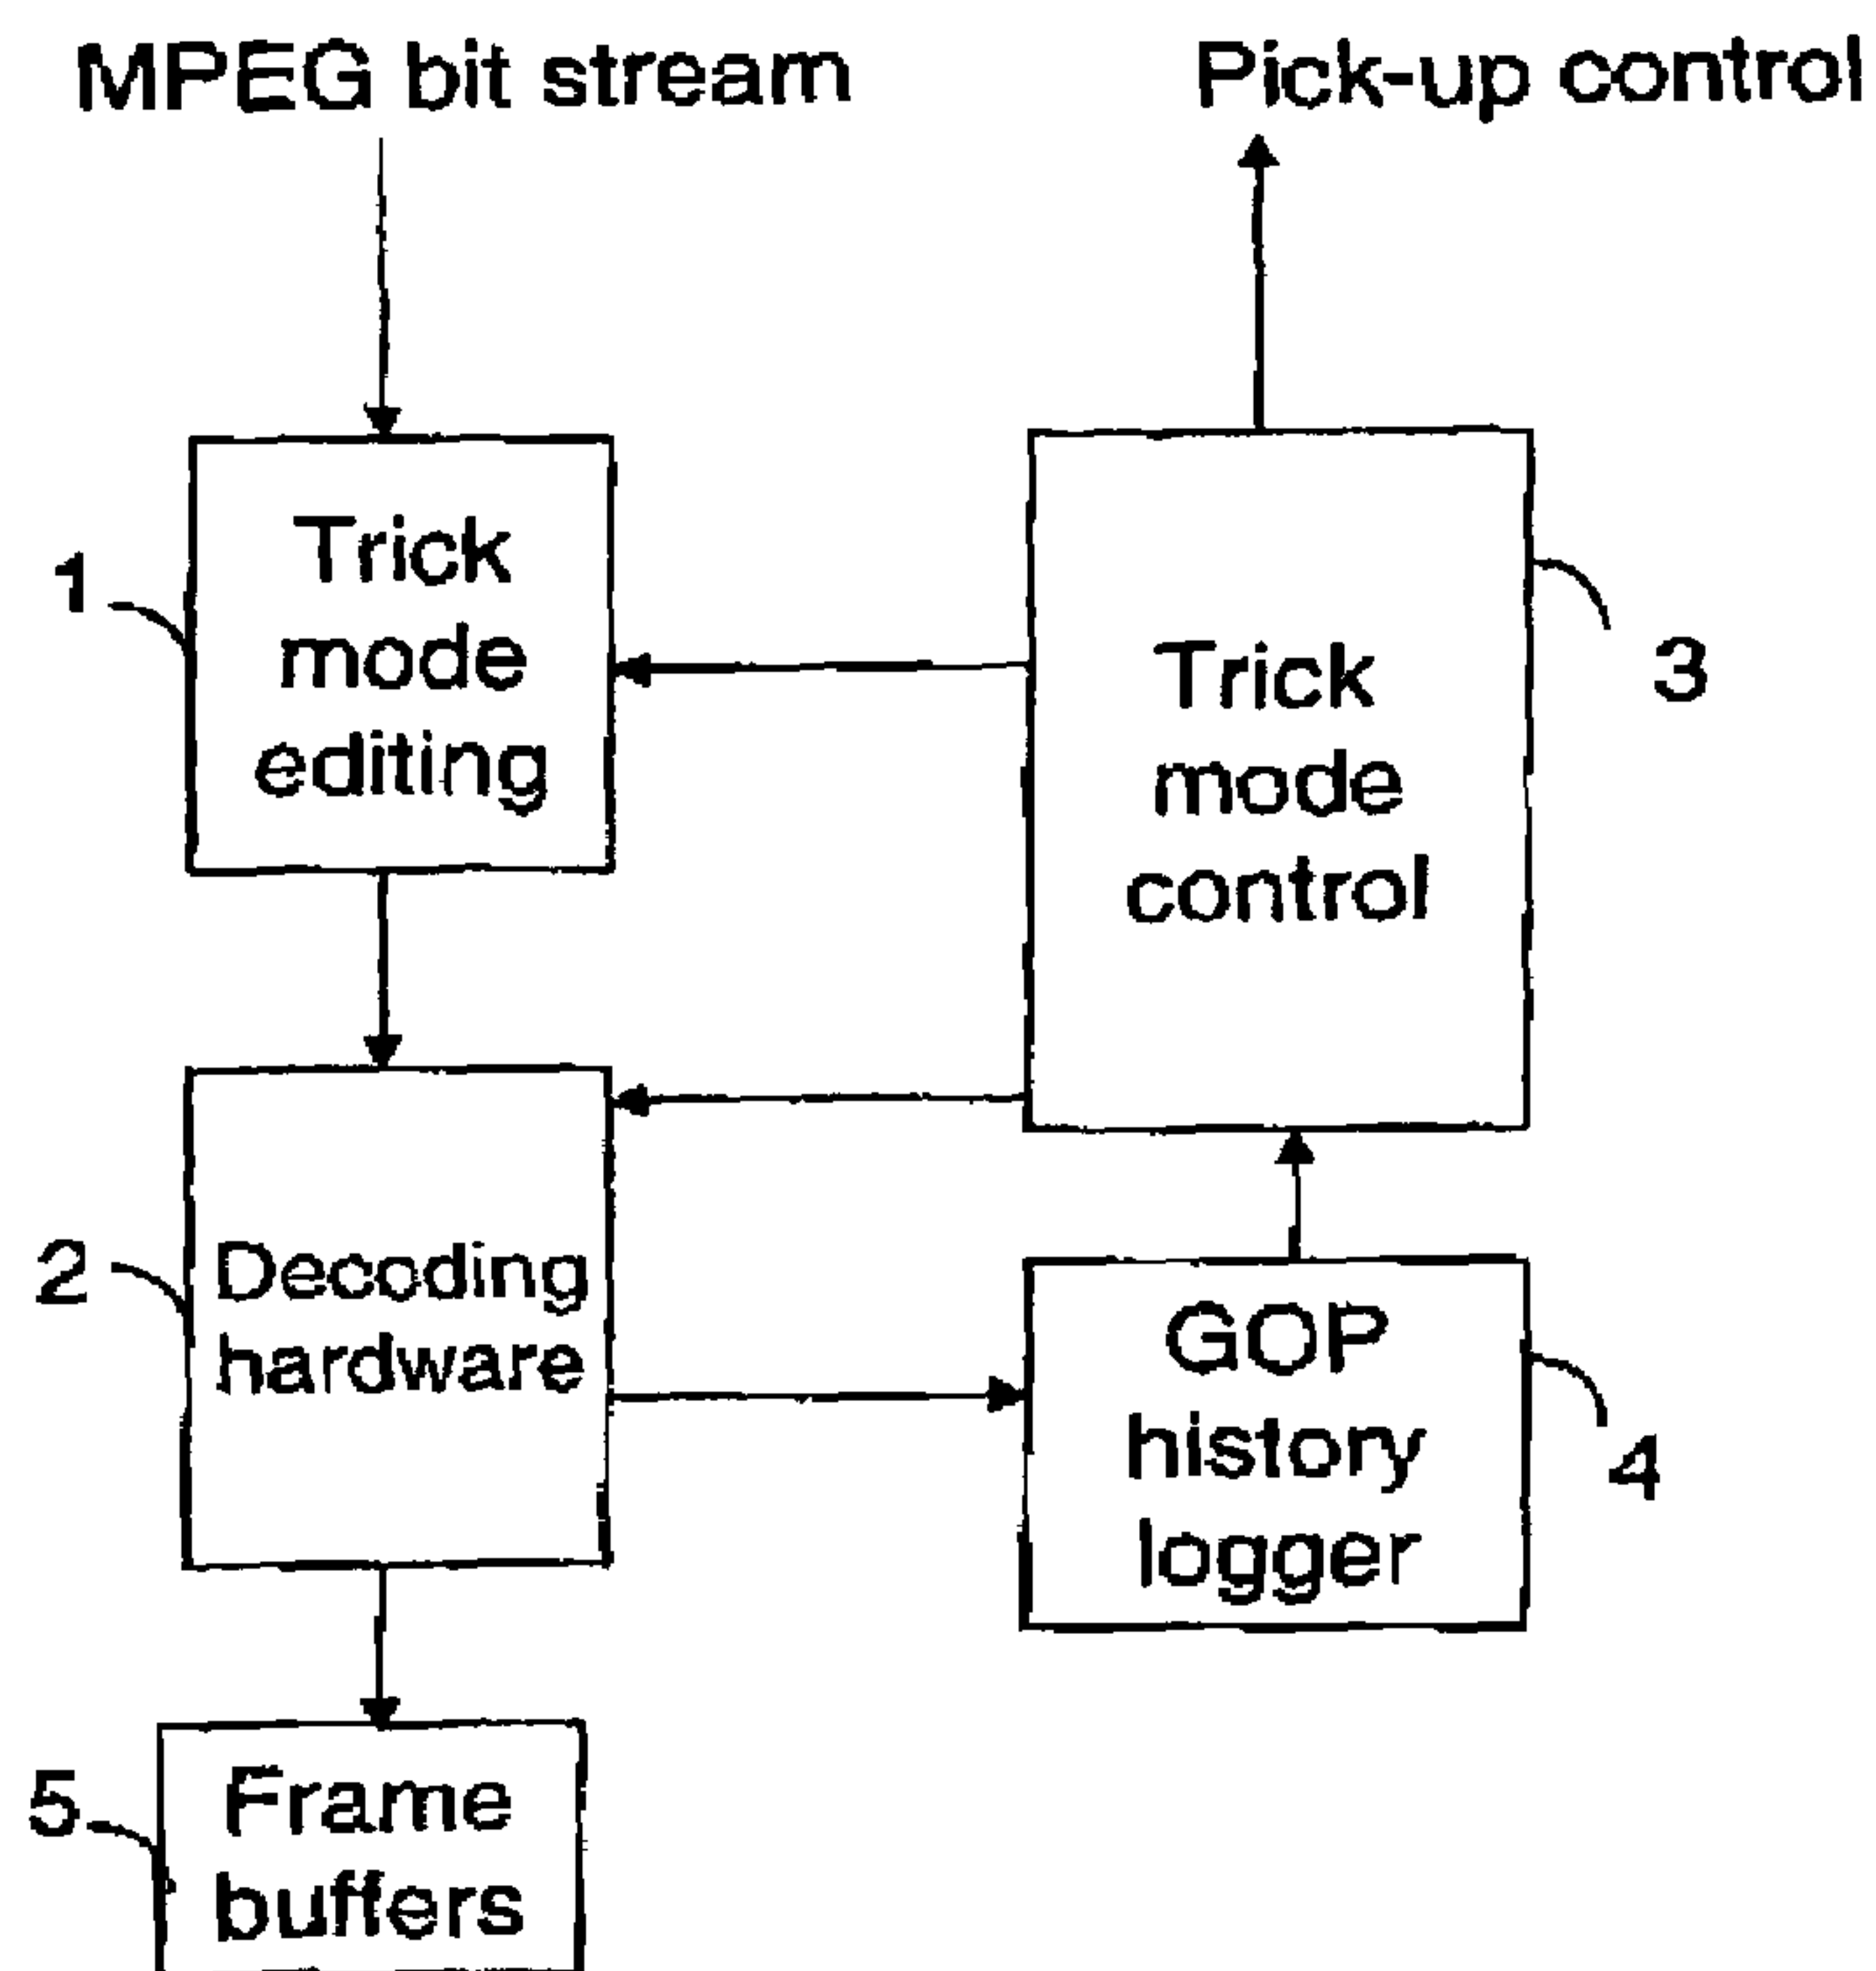 MPEG bit stream
Pick-up control
1
Trick
mode
editing
Trick
mode
control
3
2
Decoding
hardware
GOP
history
logger
4
5
Frame
buffers